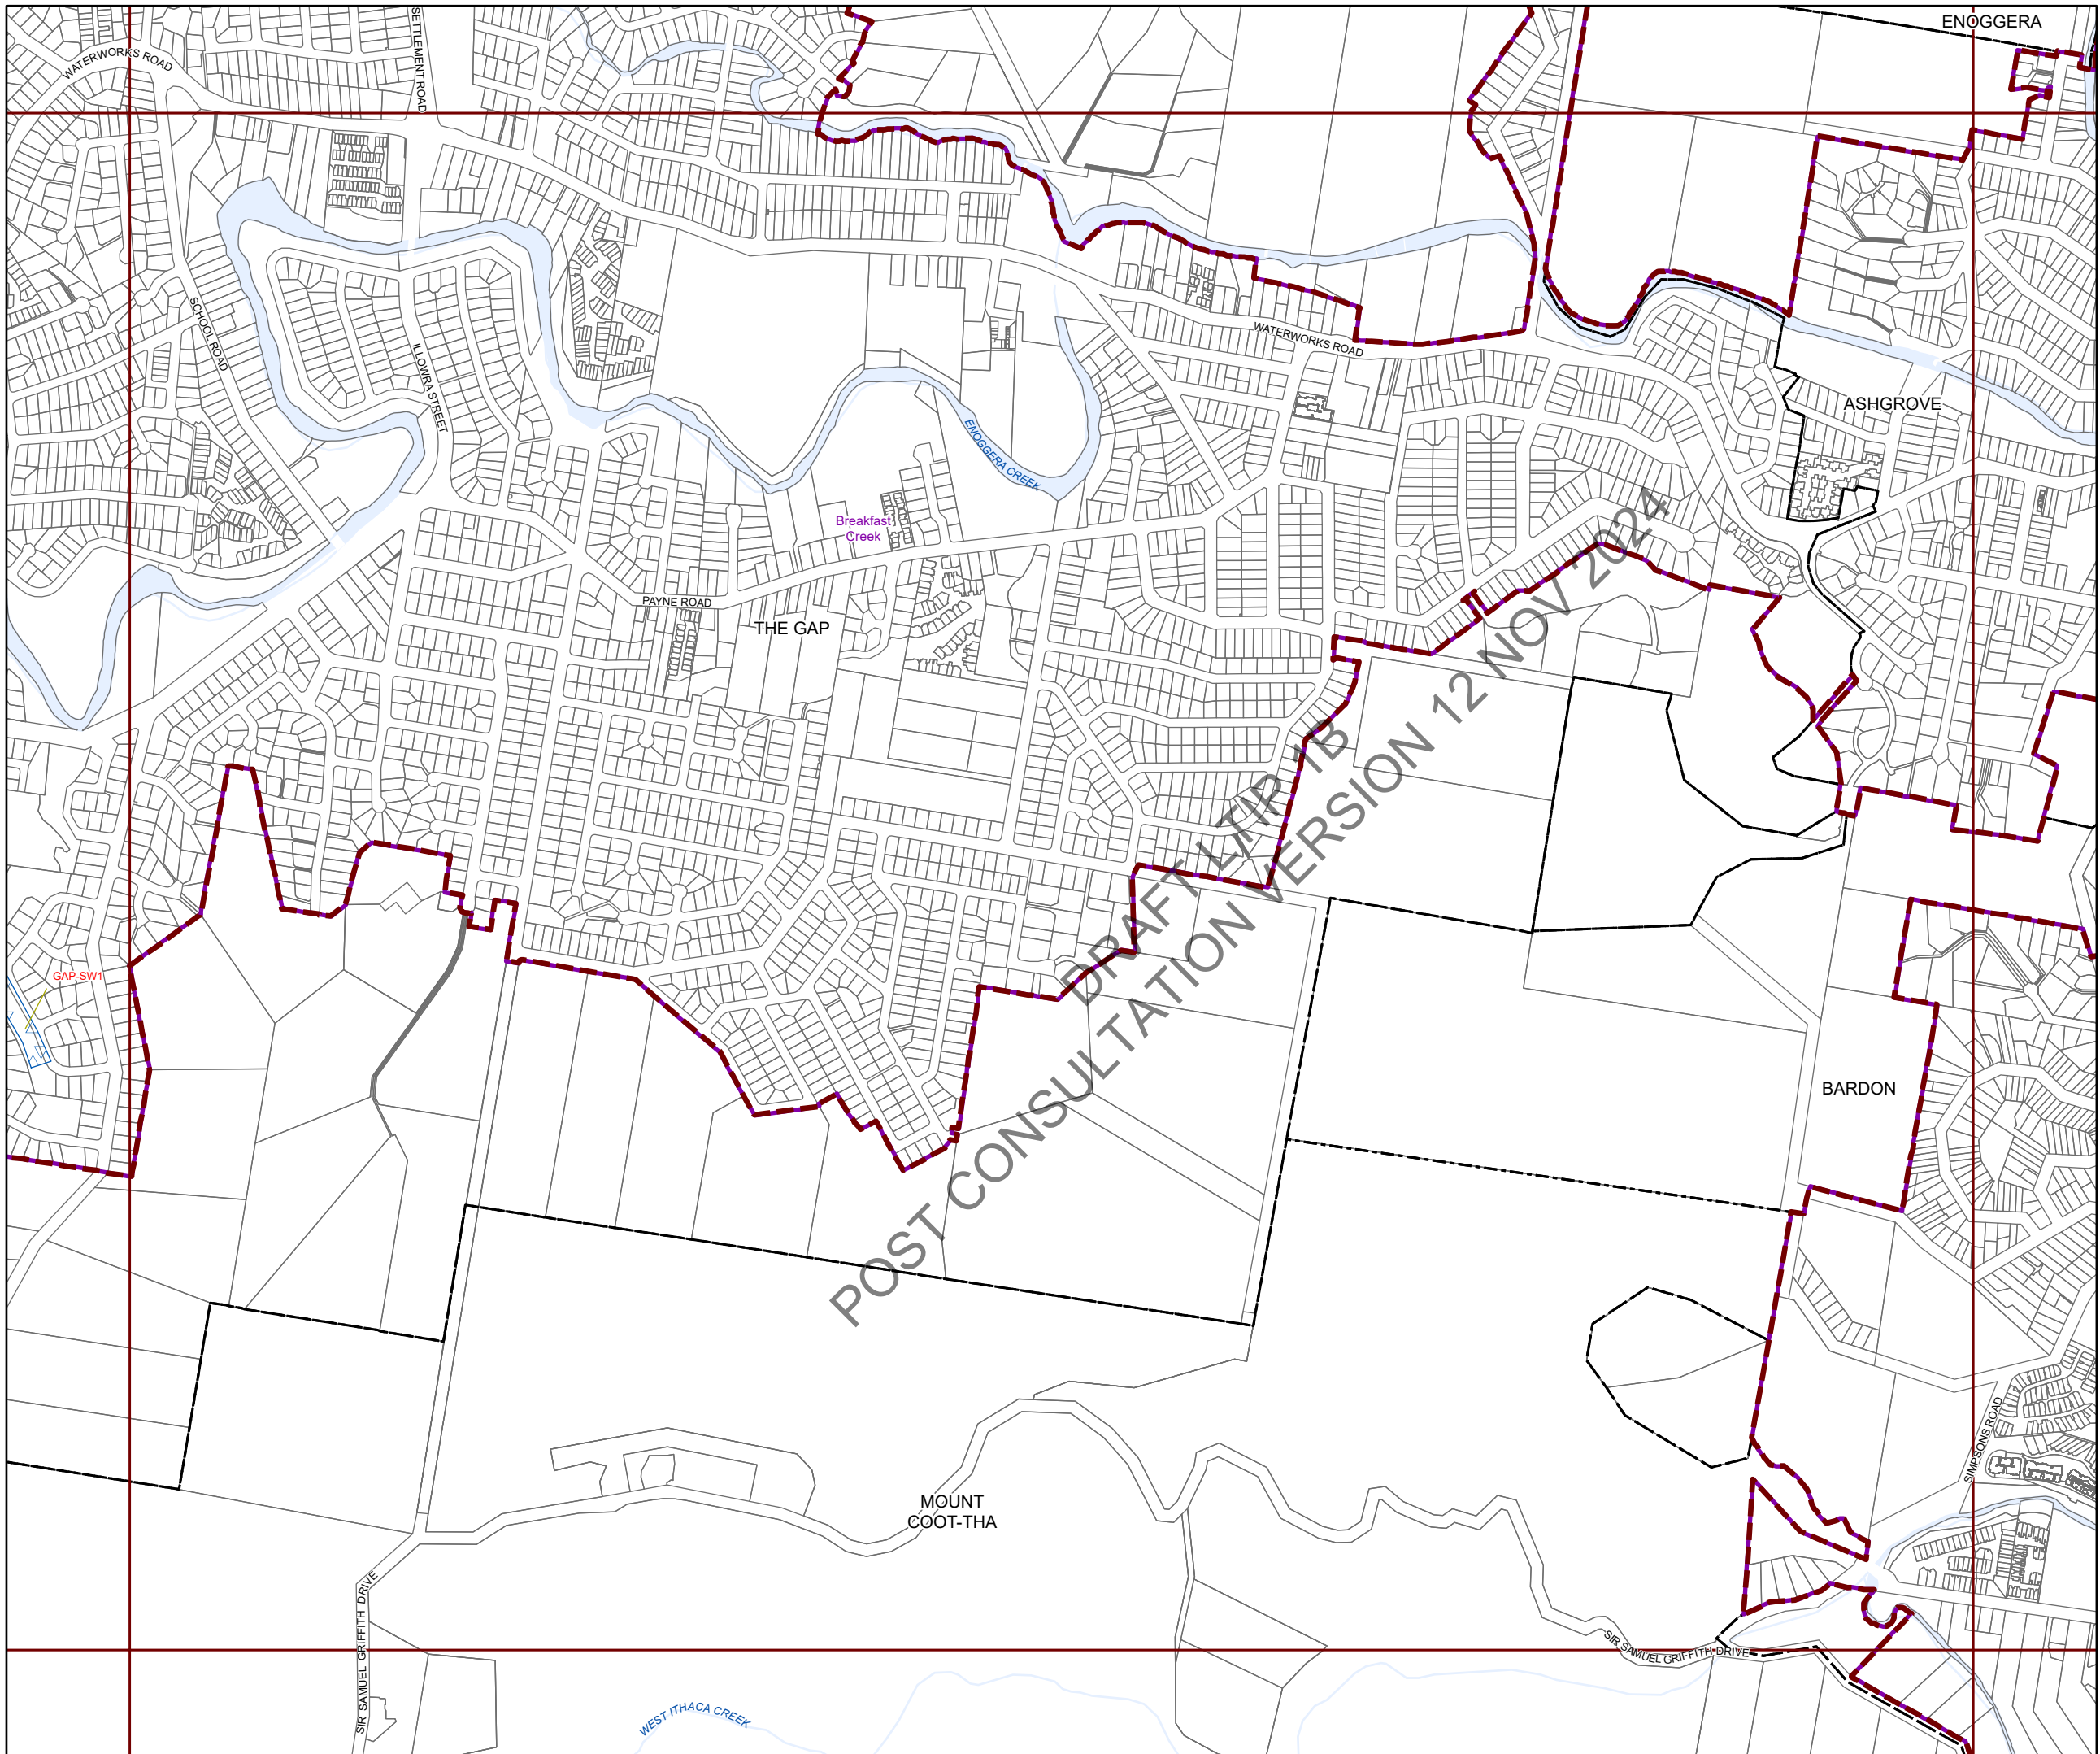 ENOGGERA
SETTLEMENT ROAD
WATERWORKS ROAD
SCHOOL ROAD
ILLOWRA STREET
WATERWORKS ROAD
ASHGROVE
ENOGGERA CREEK
Breakfast
Creek
PAYNE ROAD
THE GAP
DRAFT LTIP 1B
POST CONSULTATION VERSION 12 NOV 2024
GAP-SW1
BARDON
SIMPSONS ROAD
MOUNT
COOT-THA
SIR SAMUEL GRIFFITH DRIVE
SIR SAMUEL GRIFFITH DRIVE
WEST ITHACA CREEK